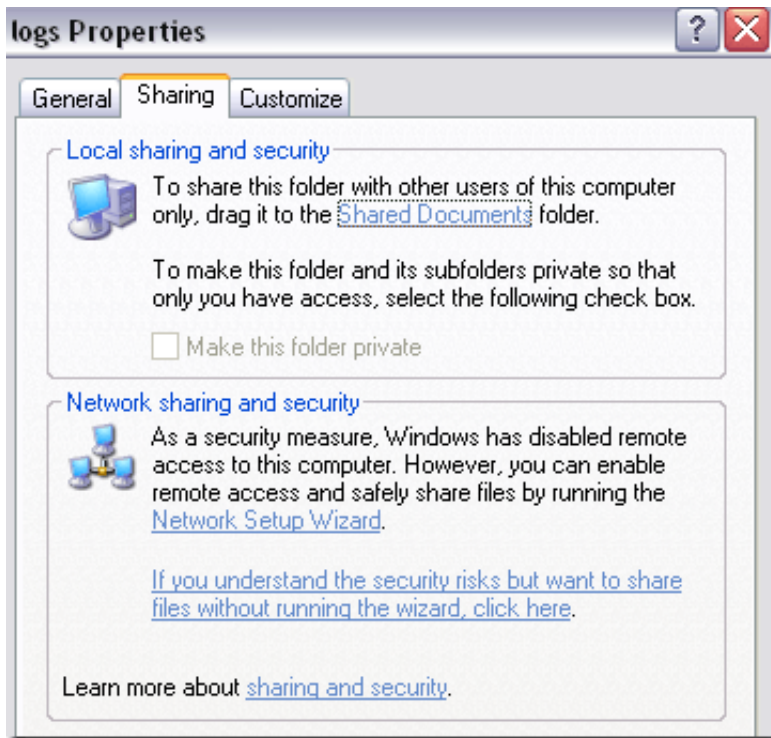 logs Properties
?
General
Sharing
Customize
Local sharing and security
To share this folder with other users of this computer
only, drag it to the Shared Documents folder.
To make this folder and its subfolders private so that
only you have access, select the following check box.
Make this folder private
Network sharing and security
As a security measure, Windows has disabled remote
access to this computer. However, you can enable
remote access and safely share files by running the
Network Setup Wizard.
If you understand the security risks but want to share
files without running the wizard, click here.
Learn more about sharing and security.